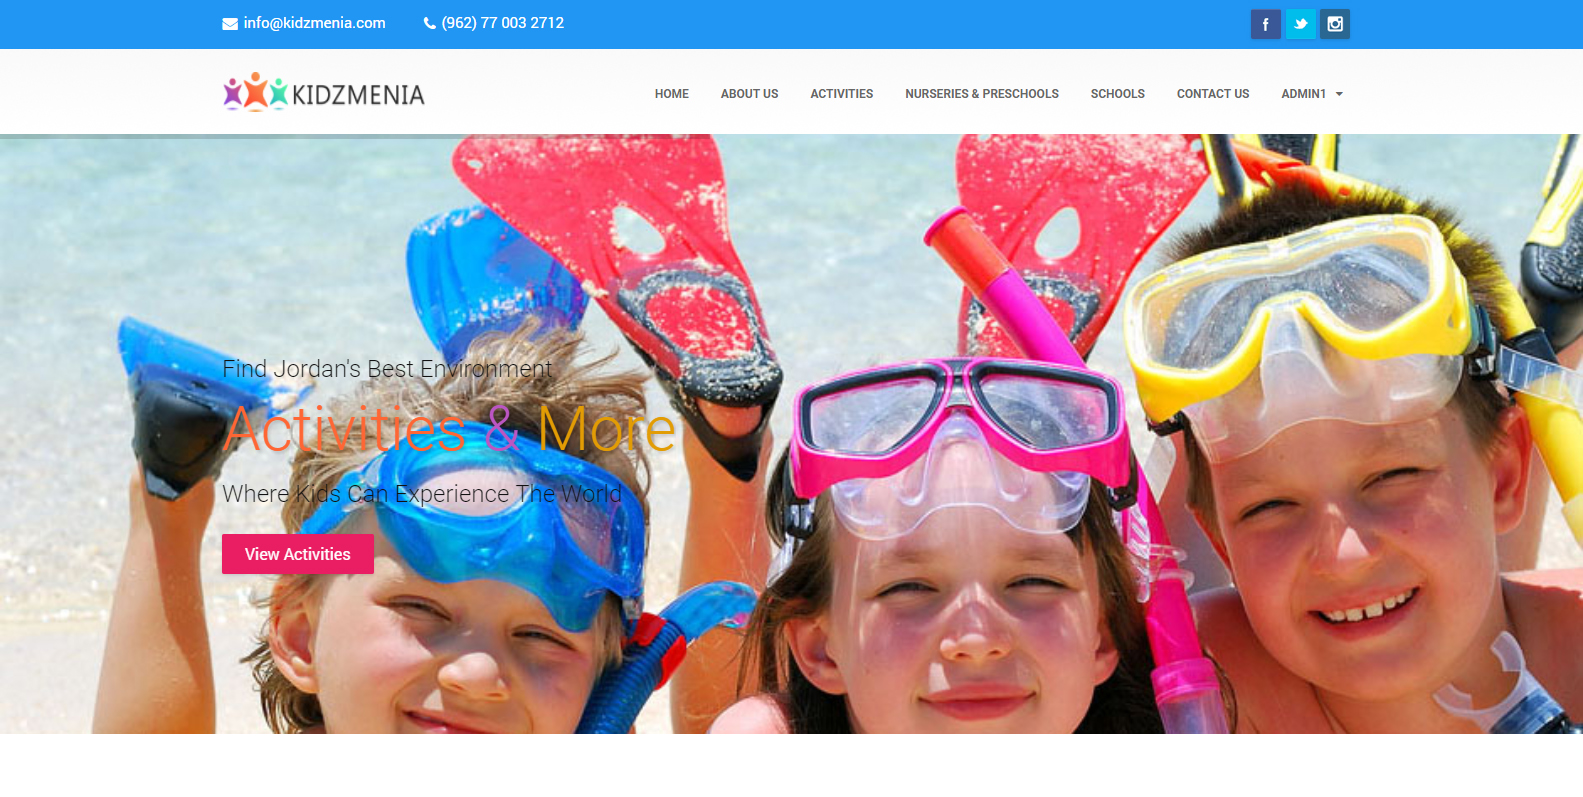 info@kidzmenia.com (962) 77 003 2712
KIDZMENIA
HOME ABOUT US ACTIVITIES NURSERIES & PRESCHOOLS SCHOOLS CONTACT US ADMIN1
Find Jordan's Best Environment
Activities & More
Where Kids Can Experience The World
View Activities